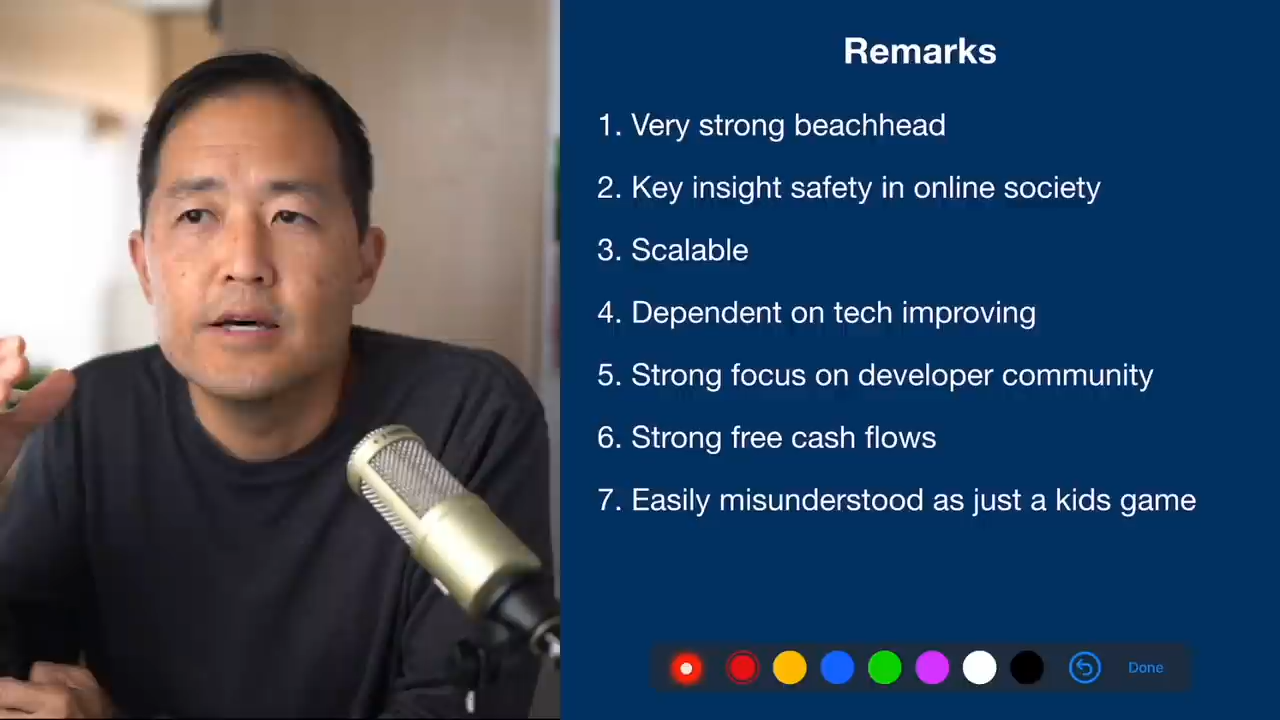 Remarks
1. Very strong beachhead
2. Key insight safety in online society
3. Scalable
4. Dependent on tech improving
5. Strong focus on developer community
6. Strong free cash flows
7. Easily misunderstood as just a kids game
Done